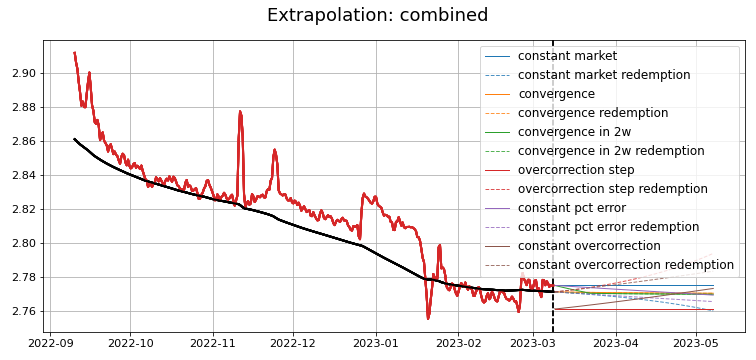 Extrapolation: combined
2.90
2.88
2.86
2.84
2.82
2.80
2.78
2.76
constant market
constant market redemption
convergence
convergence redemption
convergence in 2w
convergence in 2w redemption
overcorrection step
overcorrection step redemption
constant pct error
constant pct error redemption
constant overcorrection
constant overcorrection redemption
2022-09 2022-10 2022-11 2022-12 2023-01 2023-02 2023-03 2023-04 2023-05